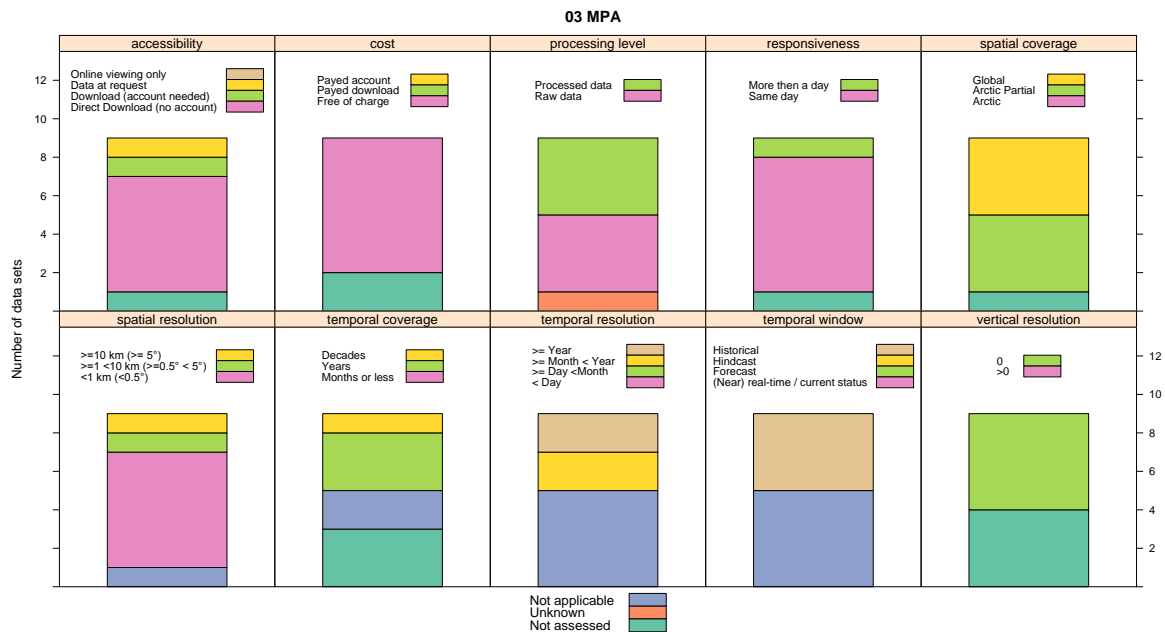 03 MPA
accessibility
cost
processing level
responsiveness
spatial coverage
Online viewing only
Data at request
Download (account needed)
Direct Download (no account)
Payed account
Payed download
Free of charge
Processed data
Raw data
More then a day
Same day
Global
Arctic Partial
Arctic
12
10
8
6
4
2
Number of data sets
spatial resolution
temporal coverage
temporal resolution
temporal window
vertical resolution
>=10 km (>= 5°)
>=1 <10 km (>=0.5° < 5°)
<1 km (<0.5°)
Decades
Years
Months or less
>= Year
>= Month < Year
>= Day <Month
< Day
Historical
Hindcast
Forecast
(Near) real-time / current status
0
>0
12
10
8
6
4
2
Not applicable
Unknown
Not assessed